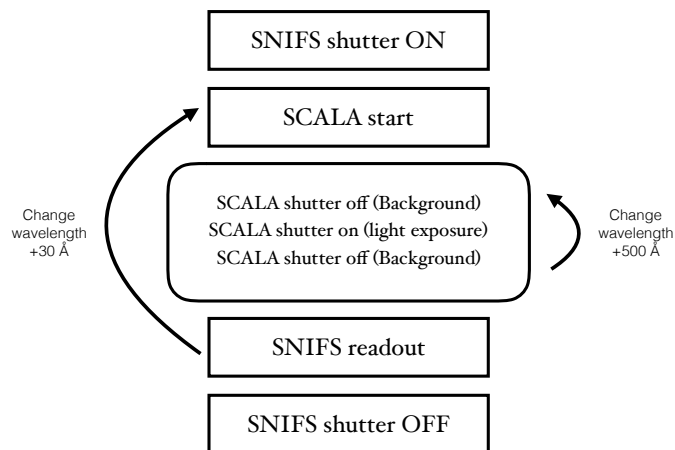 SNIFS shutter ON
SCALA start
SCALA shutter off (Background)
SCALA shutter on (light exposure)
SCALA shutter off (Background)
Change
wavelength
+30 Å
Change
wavelength
+500 Å
SNIFS readout
SNIFS shutter OFF